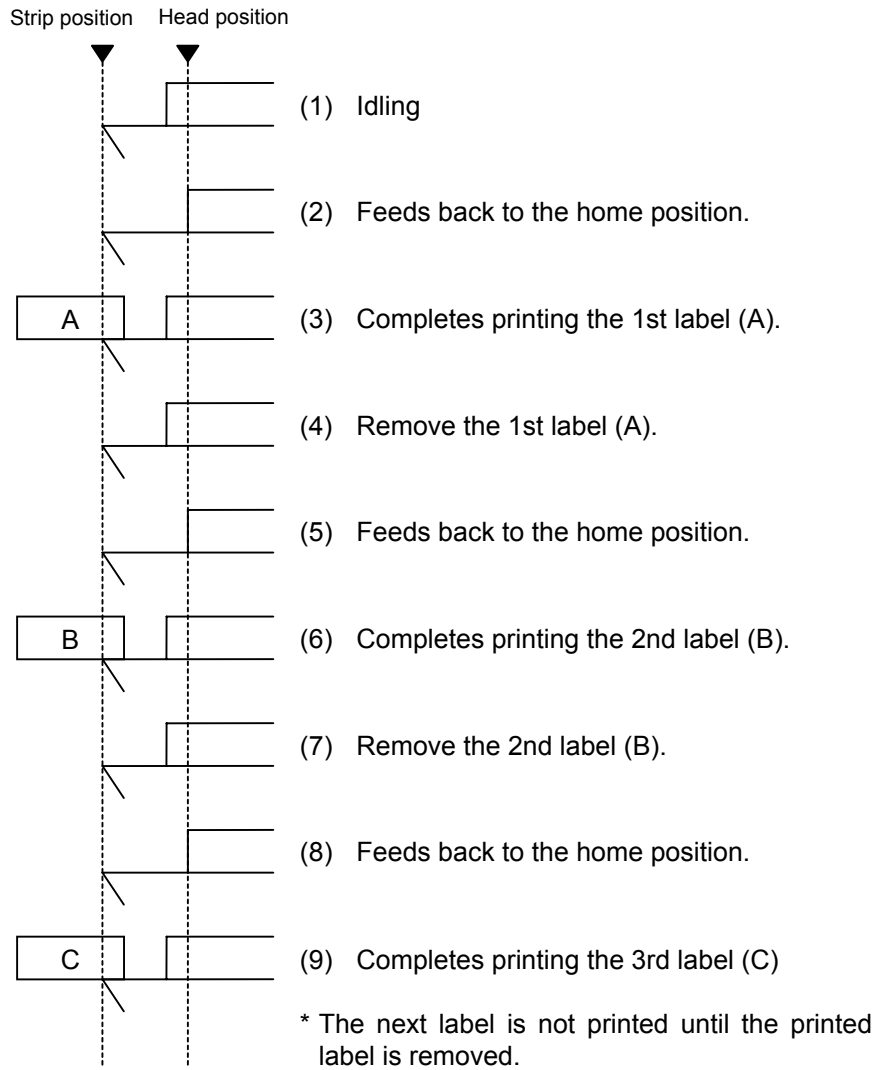 Strip position Head position
(1) Idling
(2) Feeds back to the home position.
A (3) Completes printing the 1st label (A).
(4) Remove the 1st label (A).
(5) Feeds back to the home position.
B (6) Completes printing the 2nd label (B).
(7) Remove the 2nd label (B).
(8) Feeds back to the home position.
C (9) Completes printing the 3rd label (C)
* The next label is not printed until the printed
label is removed.